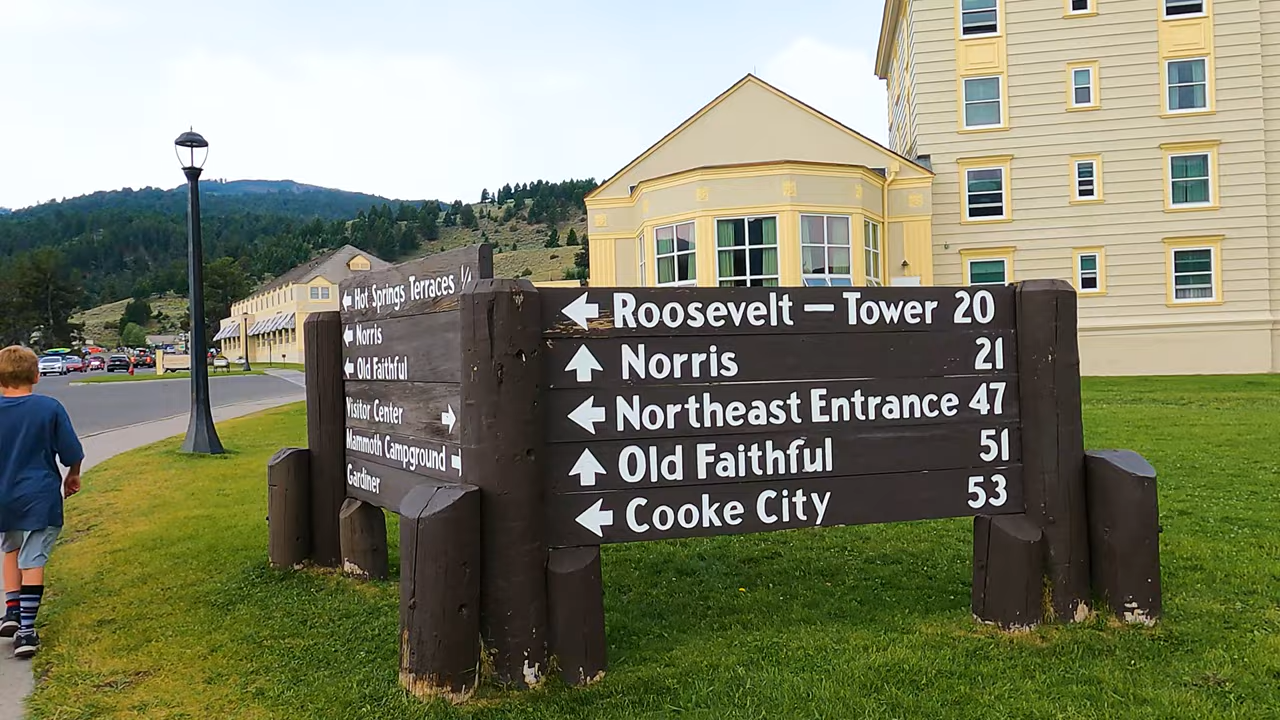 Hot Springs Terraces
Norris
Old Faithful
Visitor Center
Mammoth Campground
Gardiner
Roosevelt — Tower 20
Norris 21
Northeast Entrance 47
Old Faithful 51
Cooke City 53